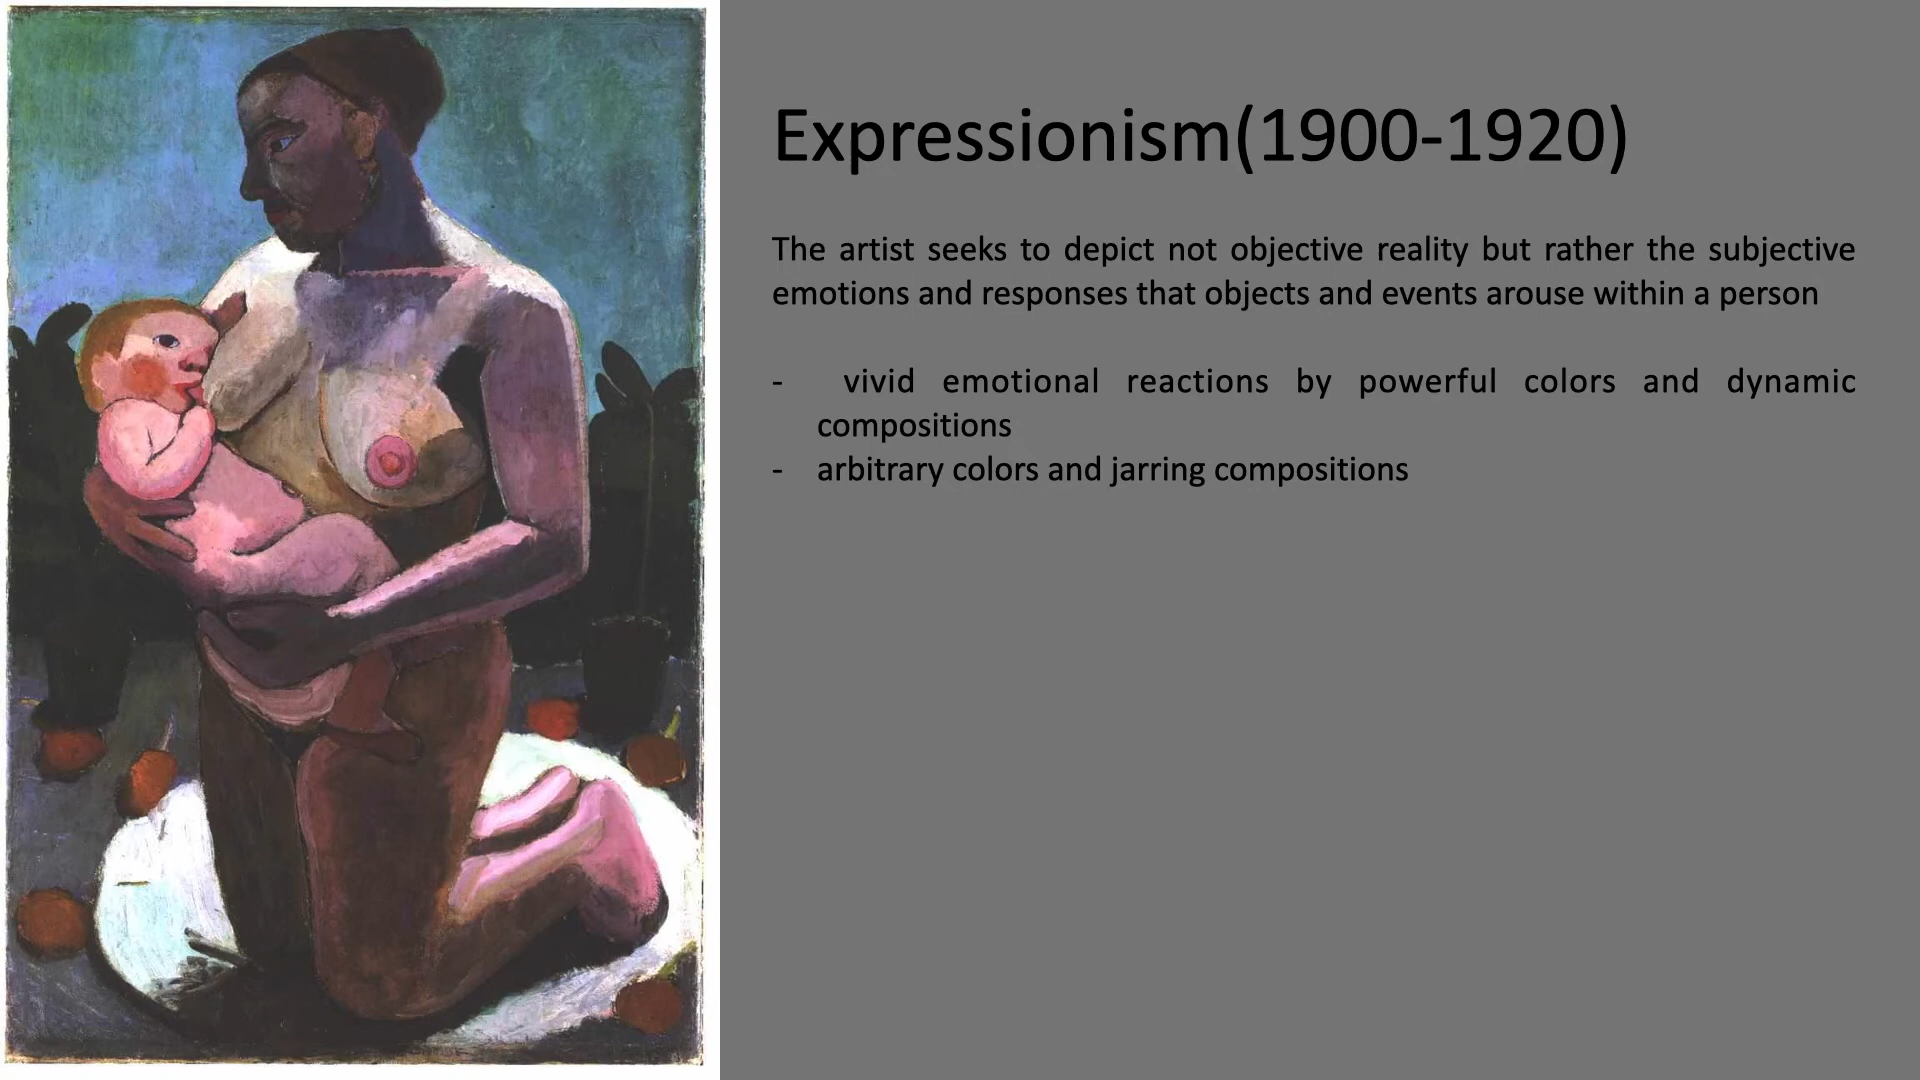 Expressionism(1900-1920)
The artist seeks to depict not objective reality but rather the subjective
emotions and responses that objects and events arouse within a person
- vivid emotional reactions by powerful colors and dynamic
compositions
- arbitrary colors and jarring compositions